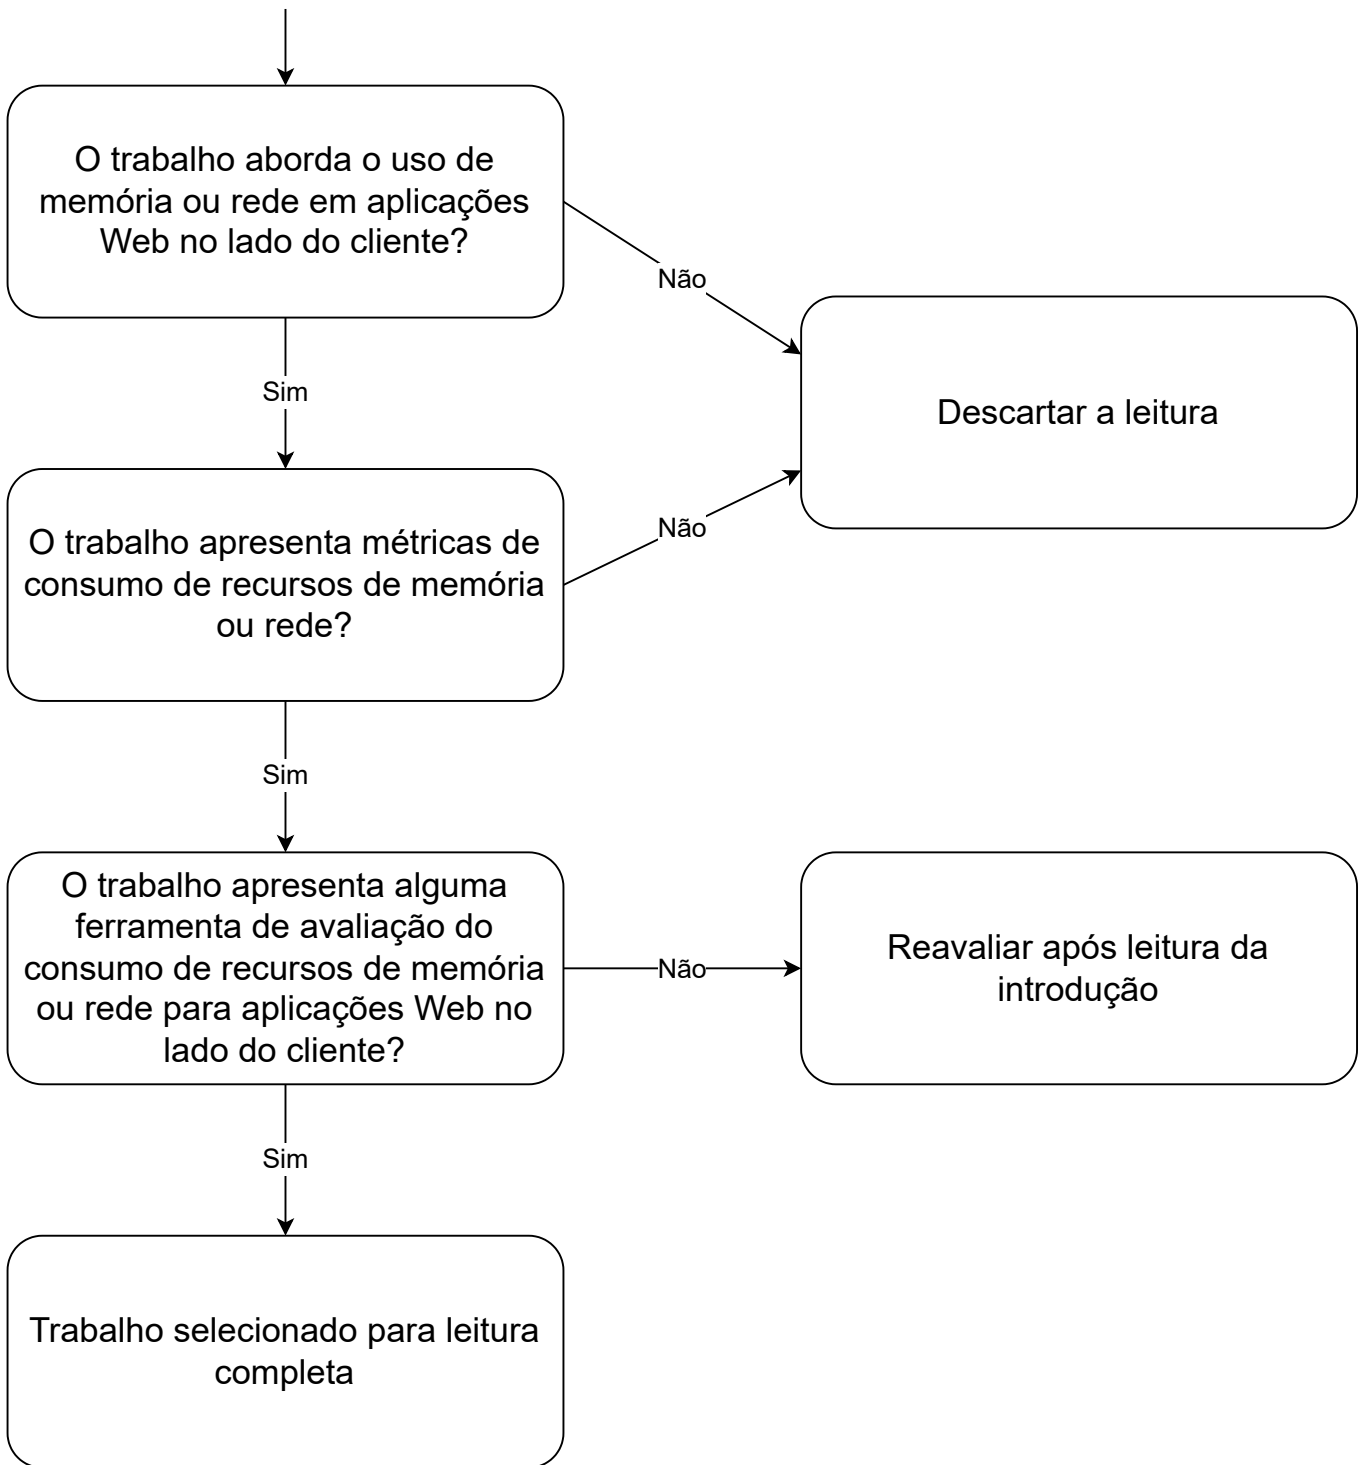 O trabalho aborda o uso de
memória ou rede em aplicações
Web no lado do cliente?
Não
Descartar a leitura
Sim
O trabalho apresenta métricas de
consumo de recursos de memória
ou rede?
Não
Sim
O trabalho apresenta alguma
ferramenta de avaliação do
consumo de recursos de memória
ou rede para aplicações Web no
lado do cliente?
Não
Reavaliar após leitura da
introdução
Sim
Trabalho selecionado para leitura
completa